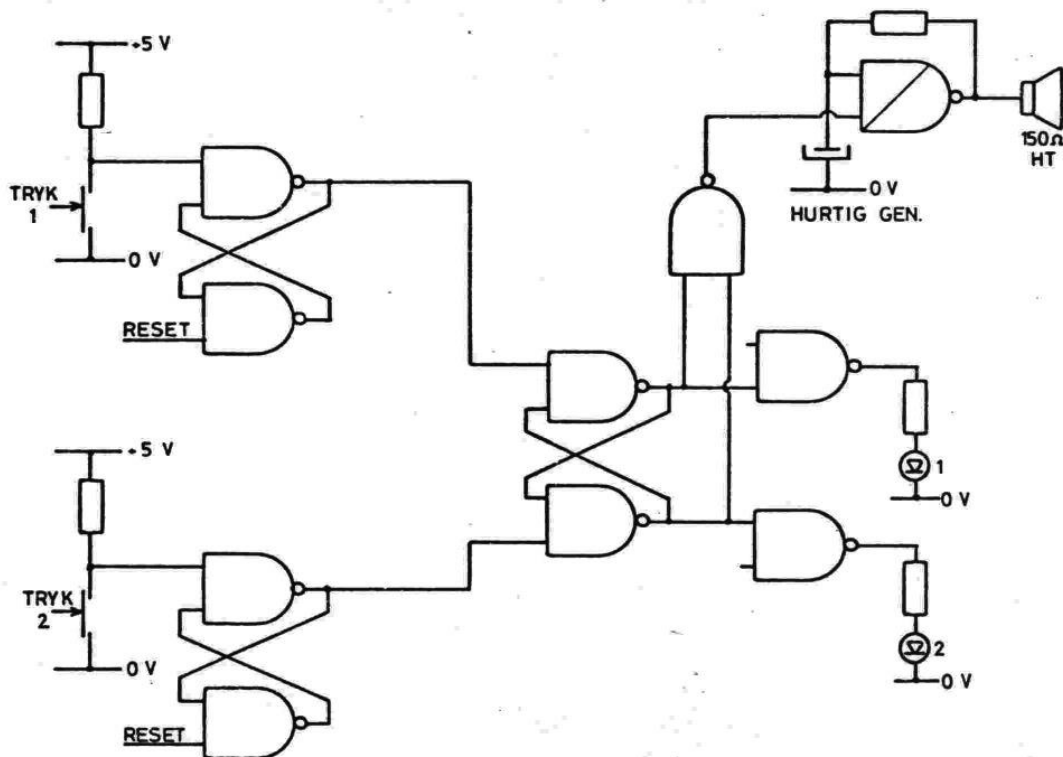 +5 V
TRYK
1
0 V
RESET
150Ω
HT
0 V
HURTIG GEN.
1
0 V
+5 V
TRYK
2
0 V
RESET
2
0 V